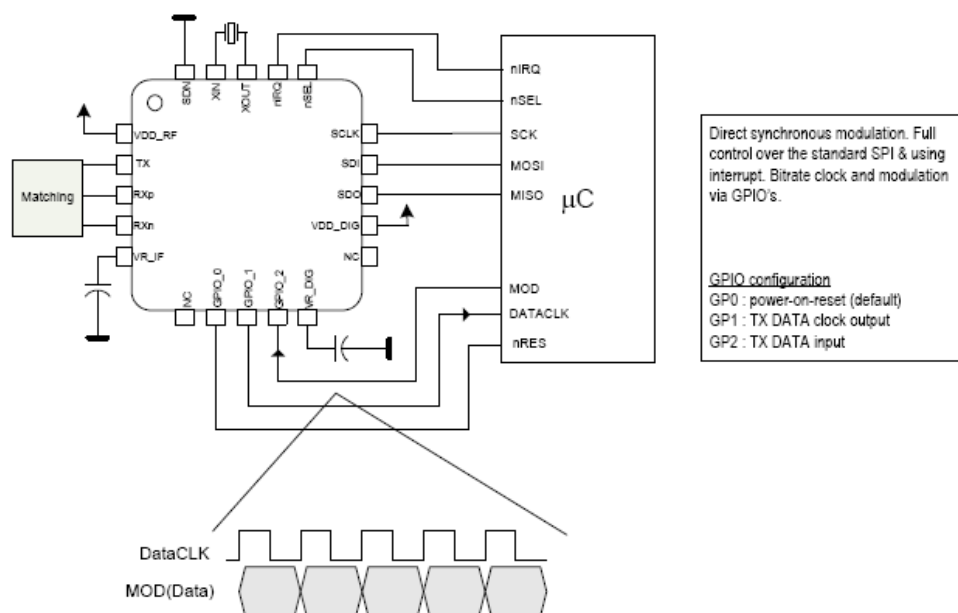 SDN
XIN
XOUT
nIRQ
nSEL
VDD_RF
TX
RXp
RXn
VR_IF
Matching
SCLK
SDI
SDO
VDD_DIG
NC
NC
GPIO_0
GPIO_1
GPIO_2
VR_DIG
nIRQ
nSEL
SCK
MOSI
MISO
μC
MOD
DATACLK
nRES
Direct synchronous modulation. Full
control over the standard SPI & using
interrupt. Bitrate clock and modulation
via GPIO's.
GPIO configuration
GP0 : power-on-reset (default)
GP1 : TX DATA clock output
GP2 : TX DATA input
DataCLK
MOD(Data)